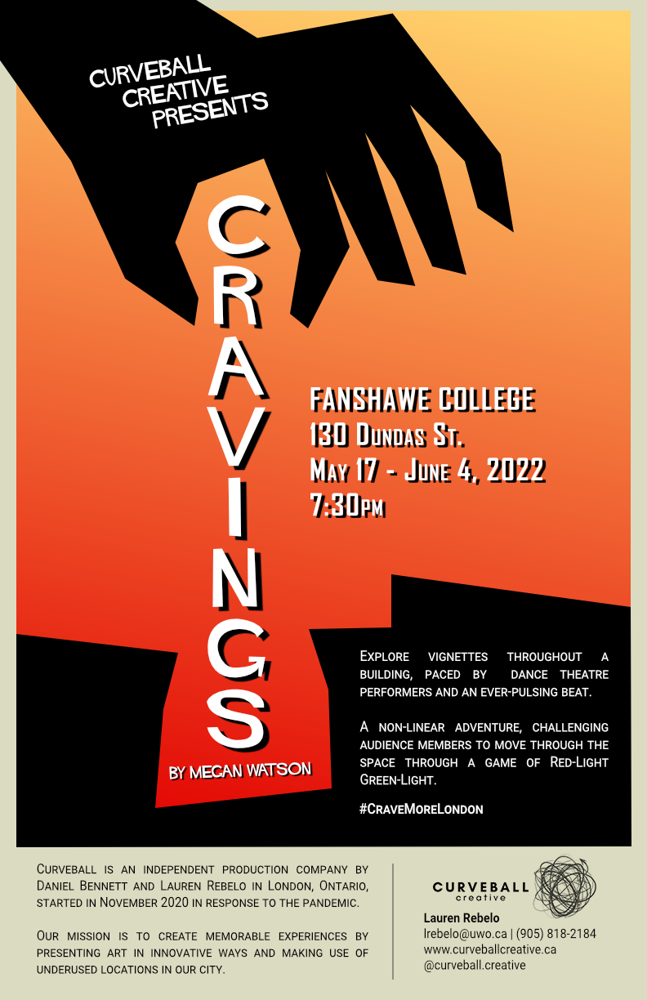 CURVEBALL
CREATIVE
PRESENTS
CRAVINGS
BY MEGAN WATSON
FANSHAWE COLLEGE
130 DUNDAS ST.
MAY 17 - JUNE 4, 2022
7:30PM
EXPLORE VIGNETTES THROUGHOUT A
BUILDING, PACED BY DANCE THEATRE
PERFORMERS AND AN EVER-PULSING BEAT.
A NON-LINEAR ADVENTURE, CHALLENGING
AUDIENCE MEMBERS TO MOVE THROUGH THE
SPACE THROUGH A GAME OF RED-LIGHT
GREEN-LIGHT.
#CRAVEMORELONDON
CURVEBALL IS AN INDEPENDENT PRODUCTION COMPANY BY
DANIEL BENNETT AND LAUREN REBELO IN LONDON, ONTARIO,
STARTED IN NOVEMBER 2020 IN RESPONSE TO THE PANDEMIC.
OUR MISSION IS TO CREATE MEMORABLE EXPERIENCES BY
PRESENTING ART IN INNOVATIVE WAYS AND MAKING USE OF
UNDERUSED LOCATIONS IN OUR CITY.
CURVEBALL
creative
Lauren Rebelo
lrebelo@uwo.ca | (905) 818-2184
www.curveballcreative.ca
@curveball.creative